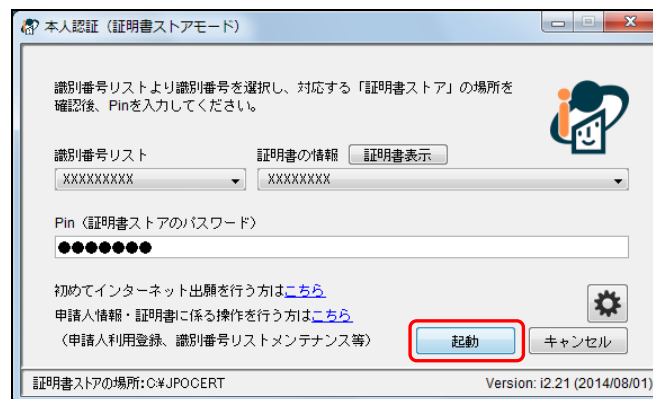 本人認証（証明書ストアモード）
識別番号リストより識別番号を選択し、対応する「証明書ストア」の場所を
確認後、Pinを入力してください。
識別番号リスト 証明書の情報 証明書表示
XXXXXXXXX XXXXXXXX
Pin（証明書ストアのパスワード）
●●●●●●●
初めてインターネット出願を行う方はこちら
申請人情報・証明書に係る操作を行う方はこちら
（申請人利用登録、識別番号リストメンテナンス等） 起動 キャンセル
証明書ストアの場所:C:¥JPOCERT Version: i2.21 (2014/08/01)